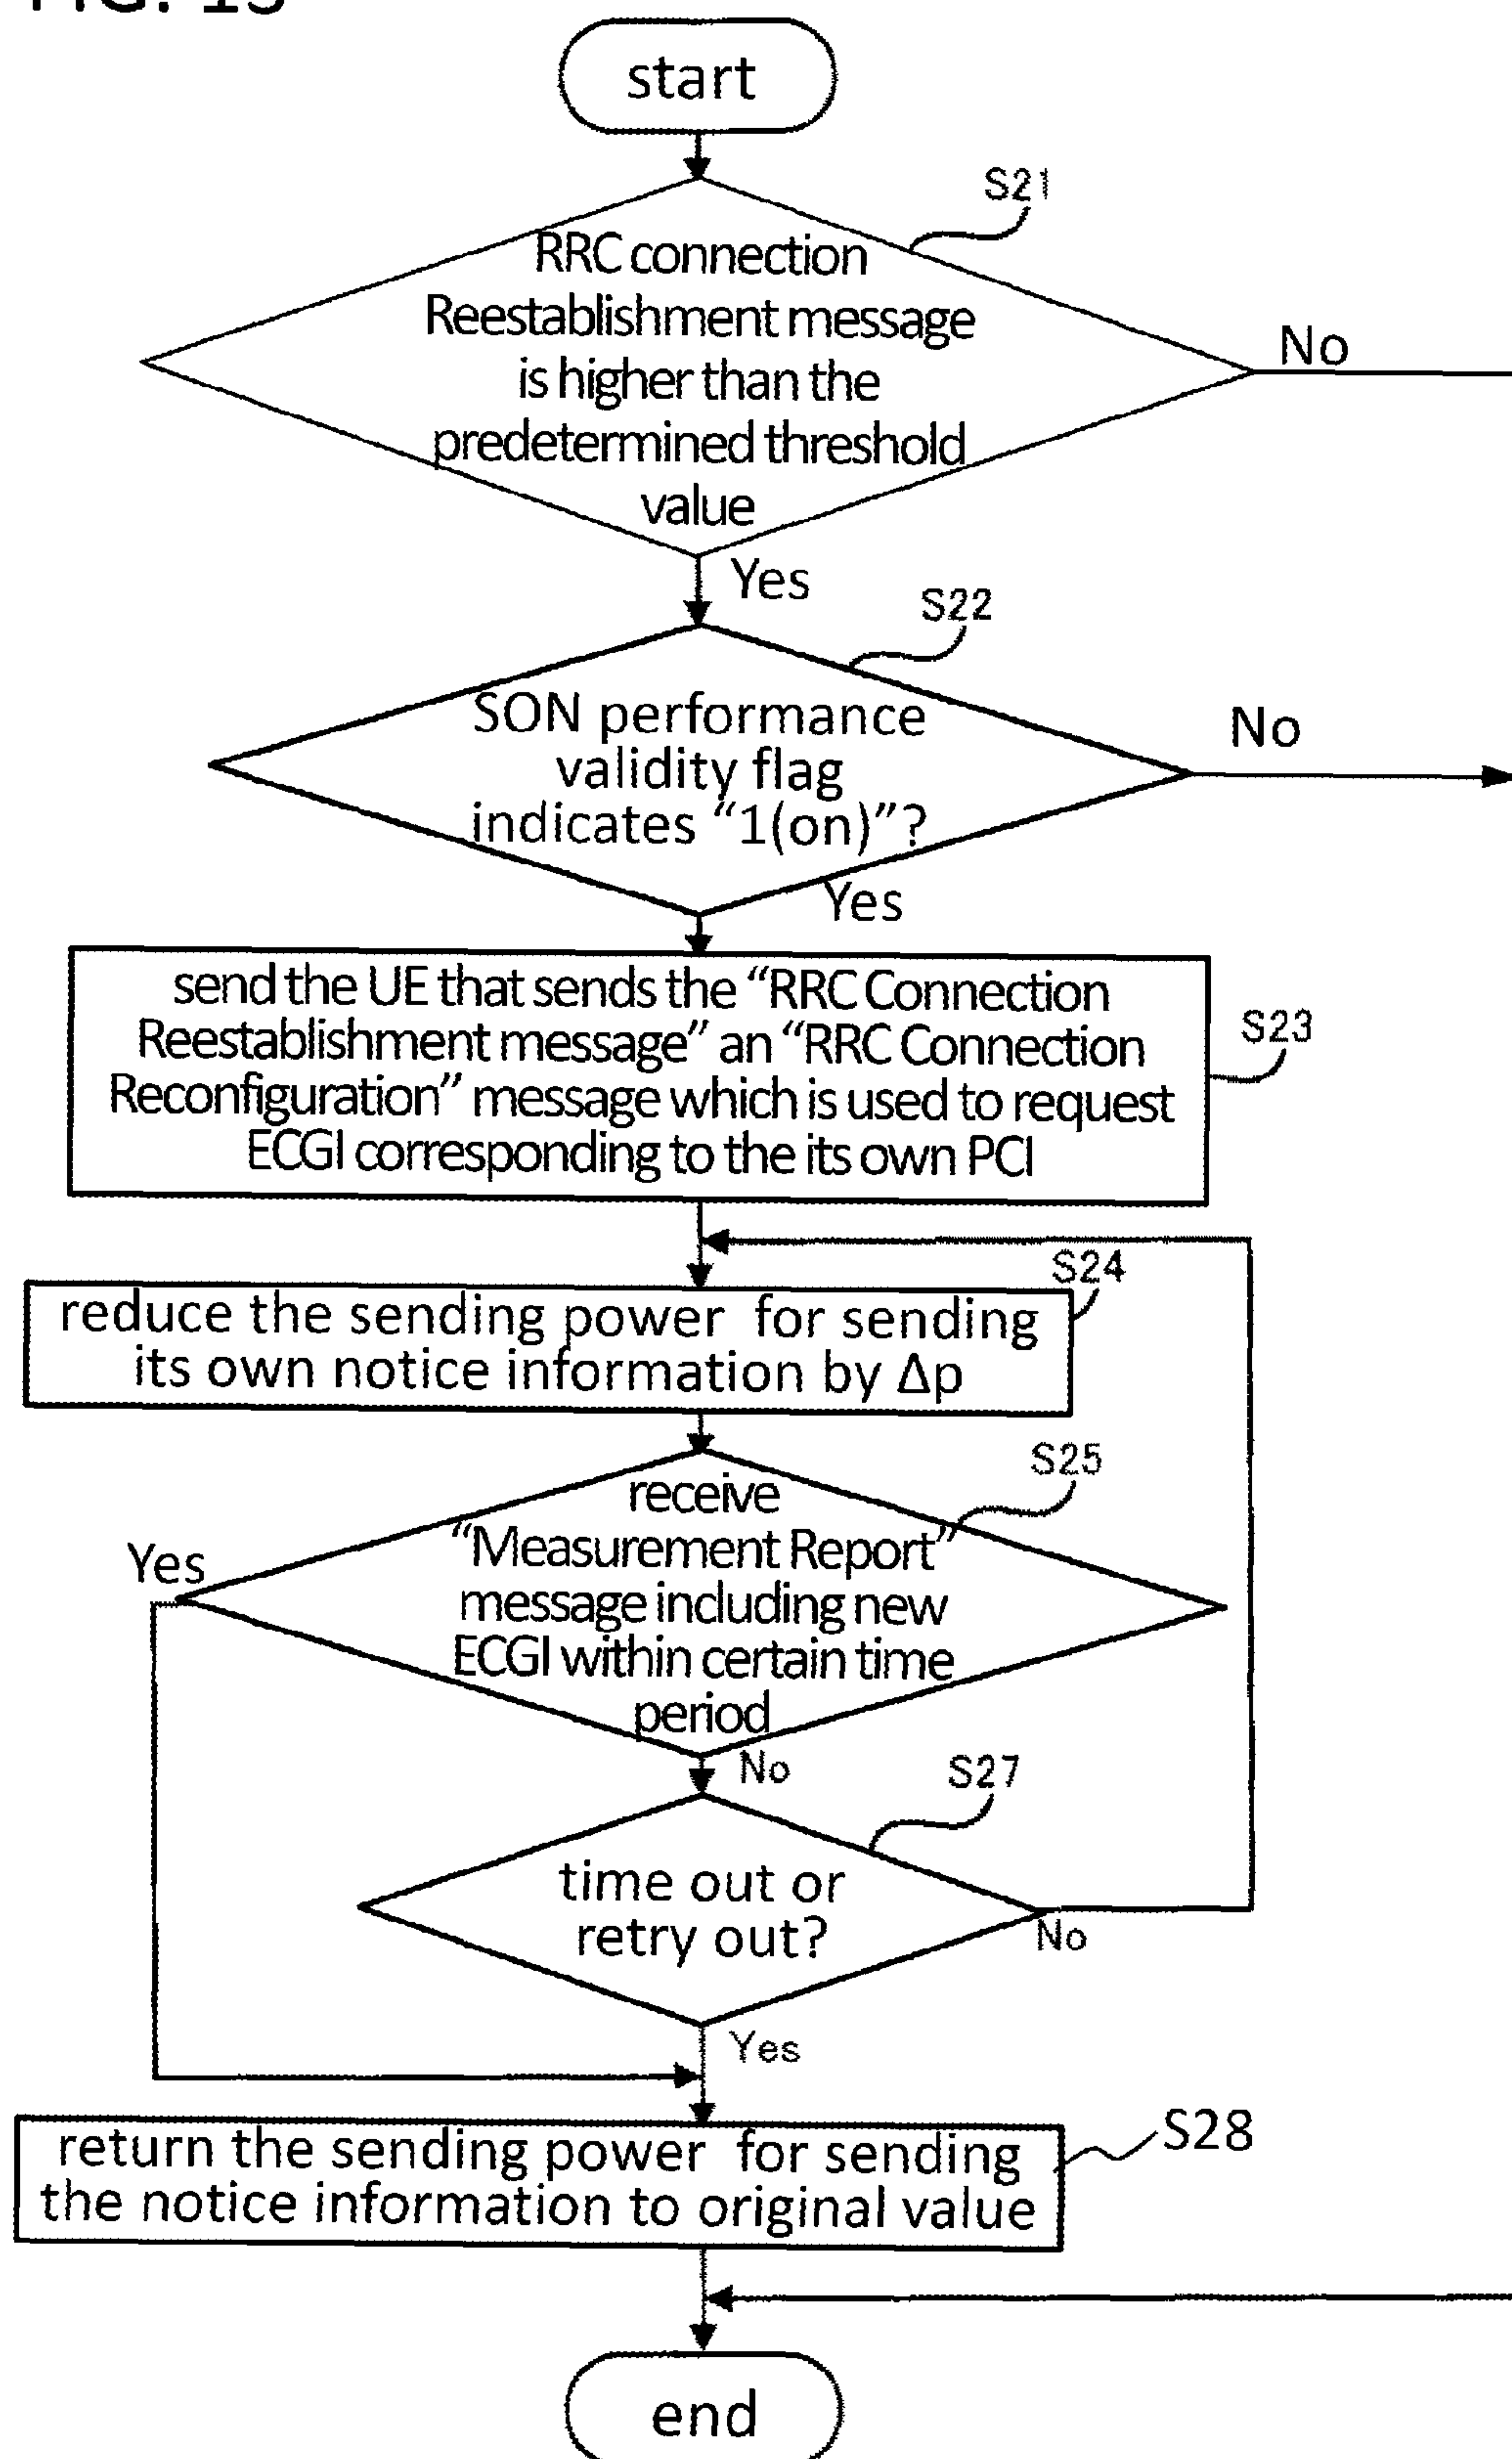 FIG. 13
start
S21
RRC connection
Reestablishment message
is higher than the
predetermined threshold
value
No
Yes
S22
SON performance
validity flag
indicates “1(on)”?
No
Yes
send the UE that sends the “RRC Connection
Reestablishment message” an “RRC Connection
Reconfiguration” message which is used to request
ECGI corresponding to the its own PCI
S23
S24
reduce the sending power for sending
its own notice information by Δp
S25
receive
“Measurement Report”
message including new
ECGI within certain time
period
Yes
No
S27
time out or
retry out?
No
Yes
return the sending power for sending
the notice information to original value
S28
end